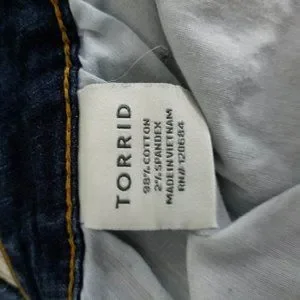 TORRID
98% COTTON
2% SPANDEX
MADE IN VIETNAM
RN# 120684